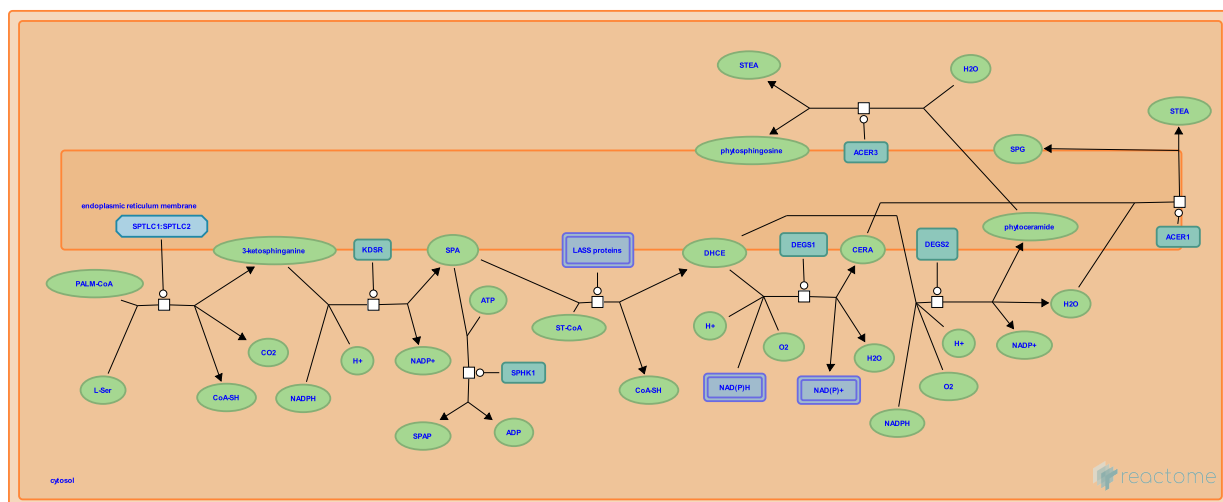 STEA
H2O
STEA
phytosphingosine
ACER3
SPG
endoplasmic reticulum membrane
SPTLC1:SPTLC2
3-ketosphinganine
KDSR
SPA
LASS proteins
DHCE
DEGS1
CERA
DEGS2
phytoceramide
ACER1
PALM-CoA
ATP
ST-CoA
H+
O2
H2O
H+
NADP+
H2O
L-Ser
CO2
CoA-SH
NADPH
H+
NADP+
SPHK1
CoA-SH
NAD(P)H
NAD(P)+
O2
NADPH
SPAP
ADP
cytosol
reactome